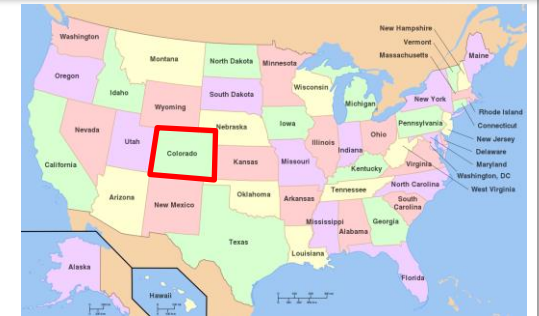 Washington
Montana
North Dakota
Minnesota
New Hampshire
Vermont
Massachusetts
Maine
Oregon
Idaho
South Dakota
Wisconsin
Michigan
New York
Wyoming
Rhode Island
Connecticut
New Jersey
Delaware
Maryland
Washington, DC
West Virginia
Nevada
Utah
Colorado
Nebraska
Iowa
Illinois
Indiana
Ohio
Pennsylvania
California
Kansas
Missouri
Kentucky
Virginia
Arizona
New Mexico
Oklahoma
Arkansas
Tennessee
North Carolina
South
Carolina
Texas
Mississippi
Alabama
Georgia
Louisiana
Florida
Alaska
Hawaii